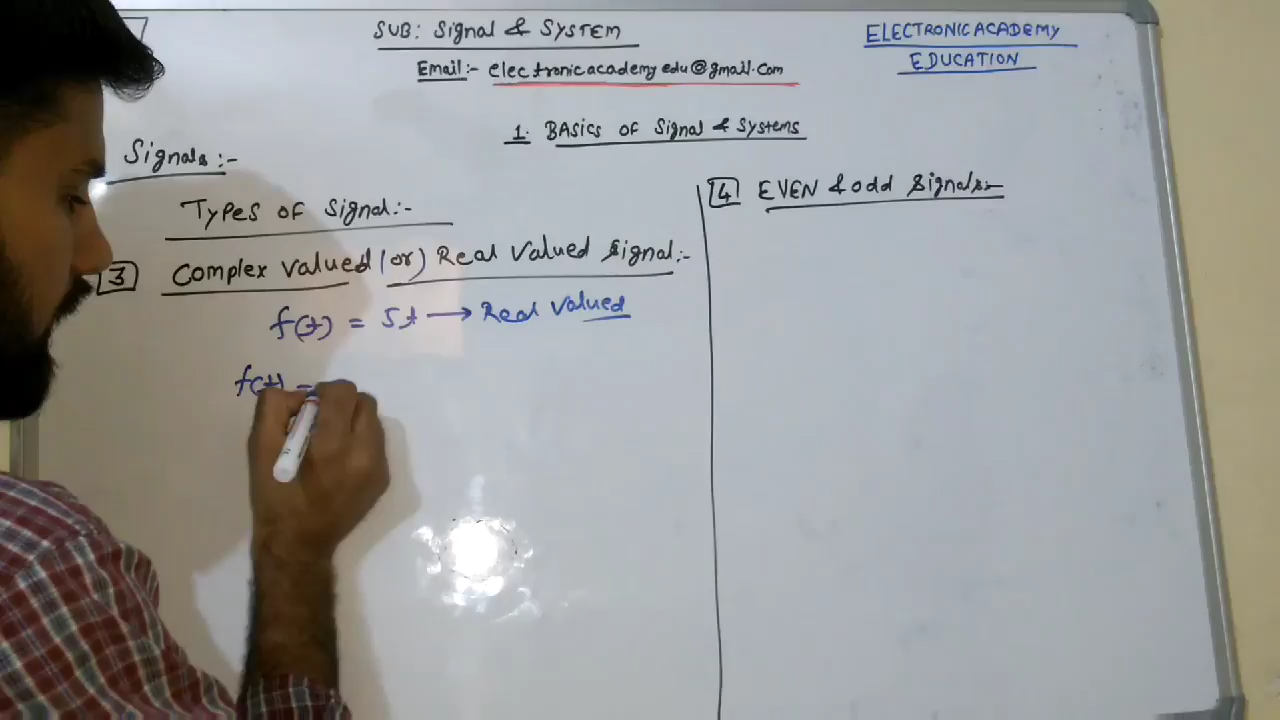 SUB: Signal & SYSTEM
Email:- electronicacademyedu@gmail.com
ELECTRONICACADEMY
EDUCATION
1. BASICS OF Signal & Systems
Signals:-
Types of Signal:-
3 Complex valued (or) Real Valued Signal:-
f(t) = 5t → Real Valued
f(t) =
4 EVEN & odd Signals:-